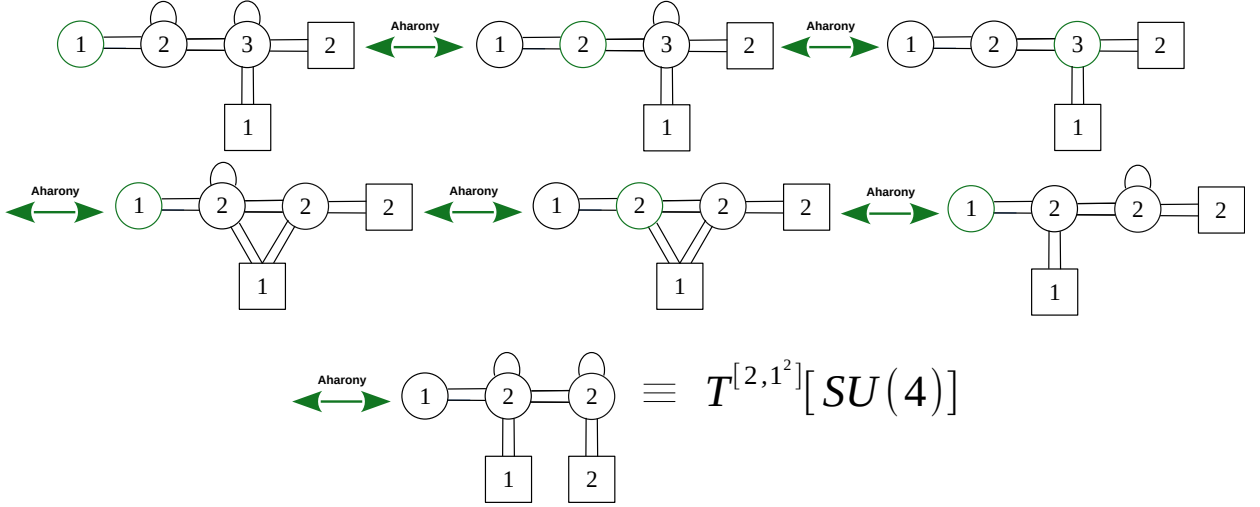 1 2 3 2 Aharony 1 2 3 2 Aharony 1 2 3 2
1 1 1
Aharony 1 2 2 2 Aharony 1 2 2 2 Aharony 1 2 2 2
1 1 1
Aharony 1 2 2 ≡ T^{[2,1^2]}[SU(4)]
1 2